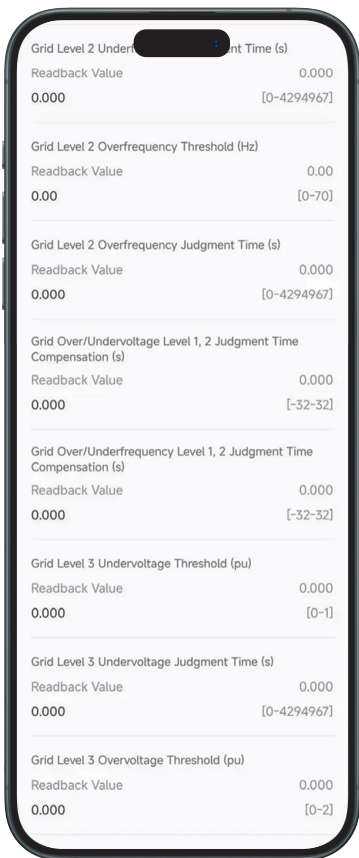 Grid Level 2 Underf ent Time (s)
Readback Value 0.000
0.000 [0-4294967]
Grid Level 2 Overfrequency Threshold (Hz)
Readback Value 0.00
0.00 [0-70]
Grid Level 2 Overfrequency Judgment Time (s)
Readback Value 0.000
0.000 [0-4294967]
Grid Over/Undervoltage Level 1, 2 Judgment Time
Compensation (s)
Readback Value 0.000
0.000 [-32-32]
Grid Over/Underfrequency Level 1, 2 Judgment Time
Compensation (s)
Readback Value 0.000
0.000 [-32-32]
Grid Level 3 Undervoltage Threshold (pu)
Readback Value 0.000
0.000 [0-1]
Grid Level 3 Undervoltage Judgment Time (s)
Readback Value 0.000
0.000 [0-4294967]
Grid Level 3 Overvoltage Threshold (pu)
Readback Value 0.000
0.000 [0-2]